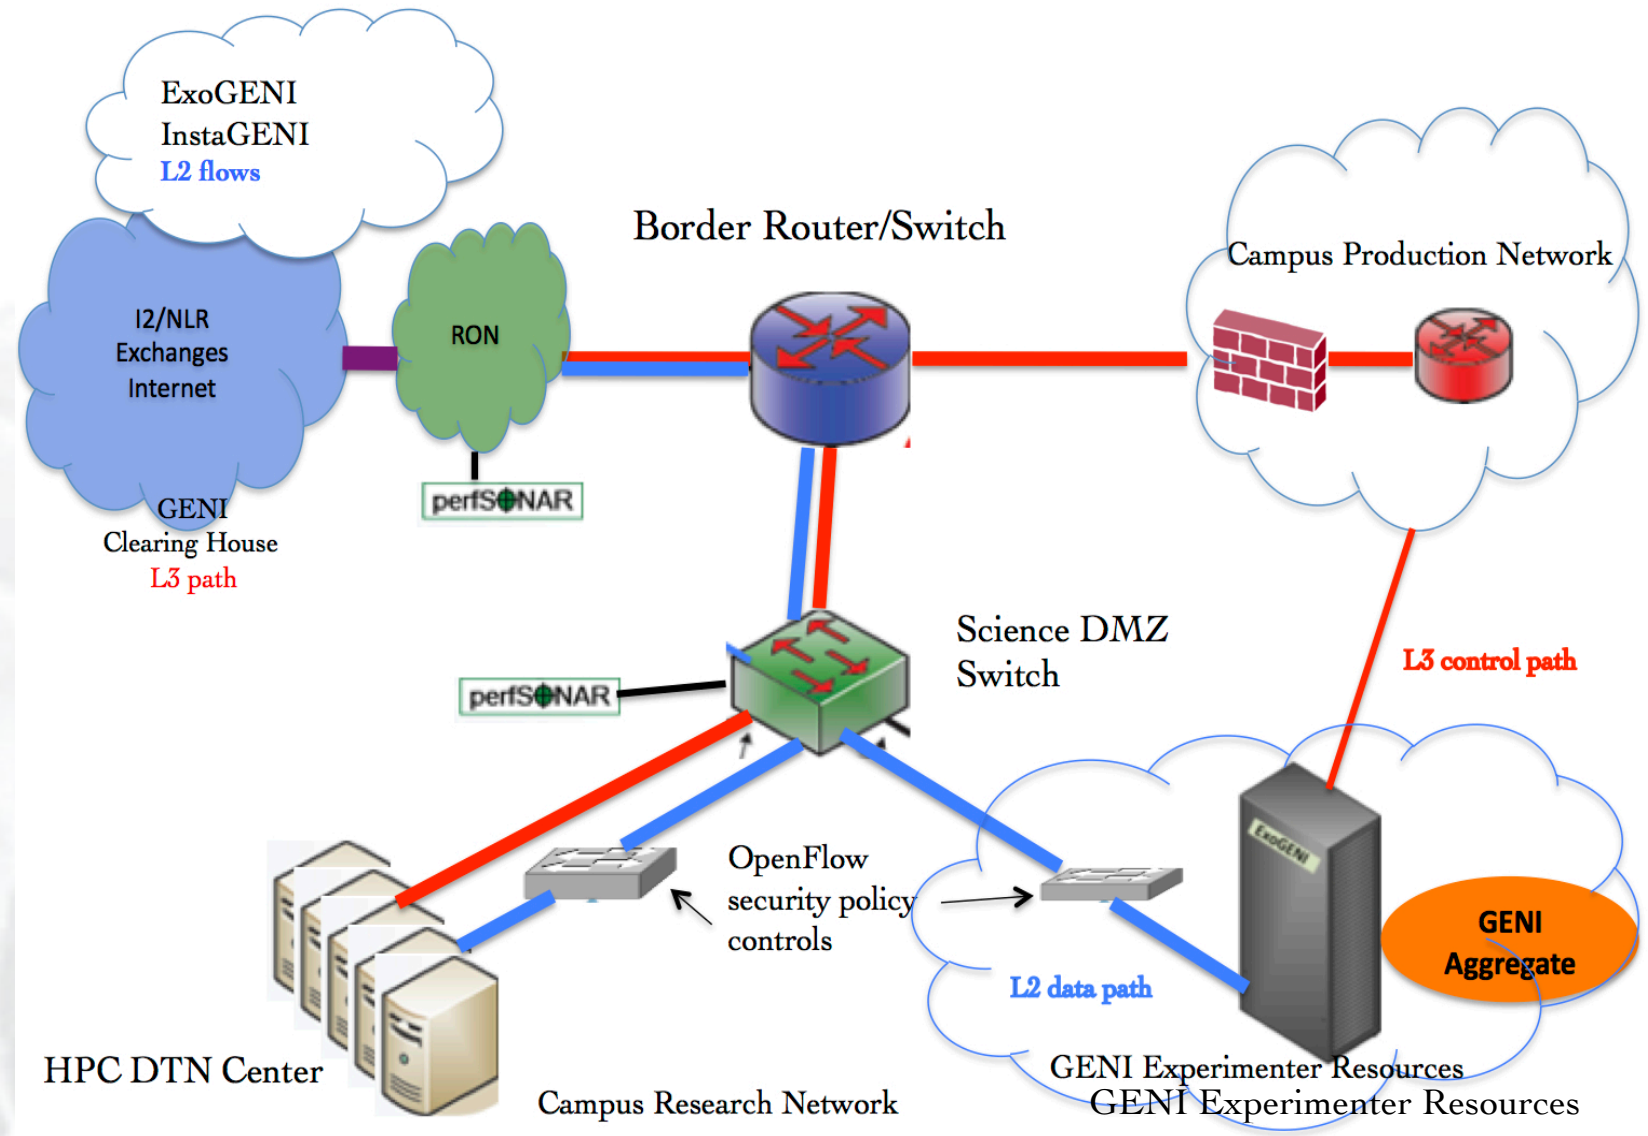 ExoGENI
InstaGENI
L2 flows
Border Router/Switch
Campus Production Network
I2/NLR
Exchanges
Internet
RON
perfSONAR
GENI
Clearing House
L3 path
Science DMZ
Switch
L3 control path
perfSONAR
ExoGENI
OpenFlow
security policy
controls
GENI
Aggregate
L2 data path
HPC DTN Center
Campus Research Network
GENI Experimenter Resources
GENI Experimenter Resources